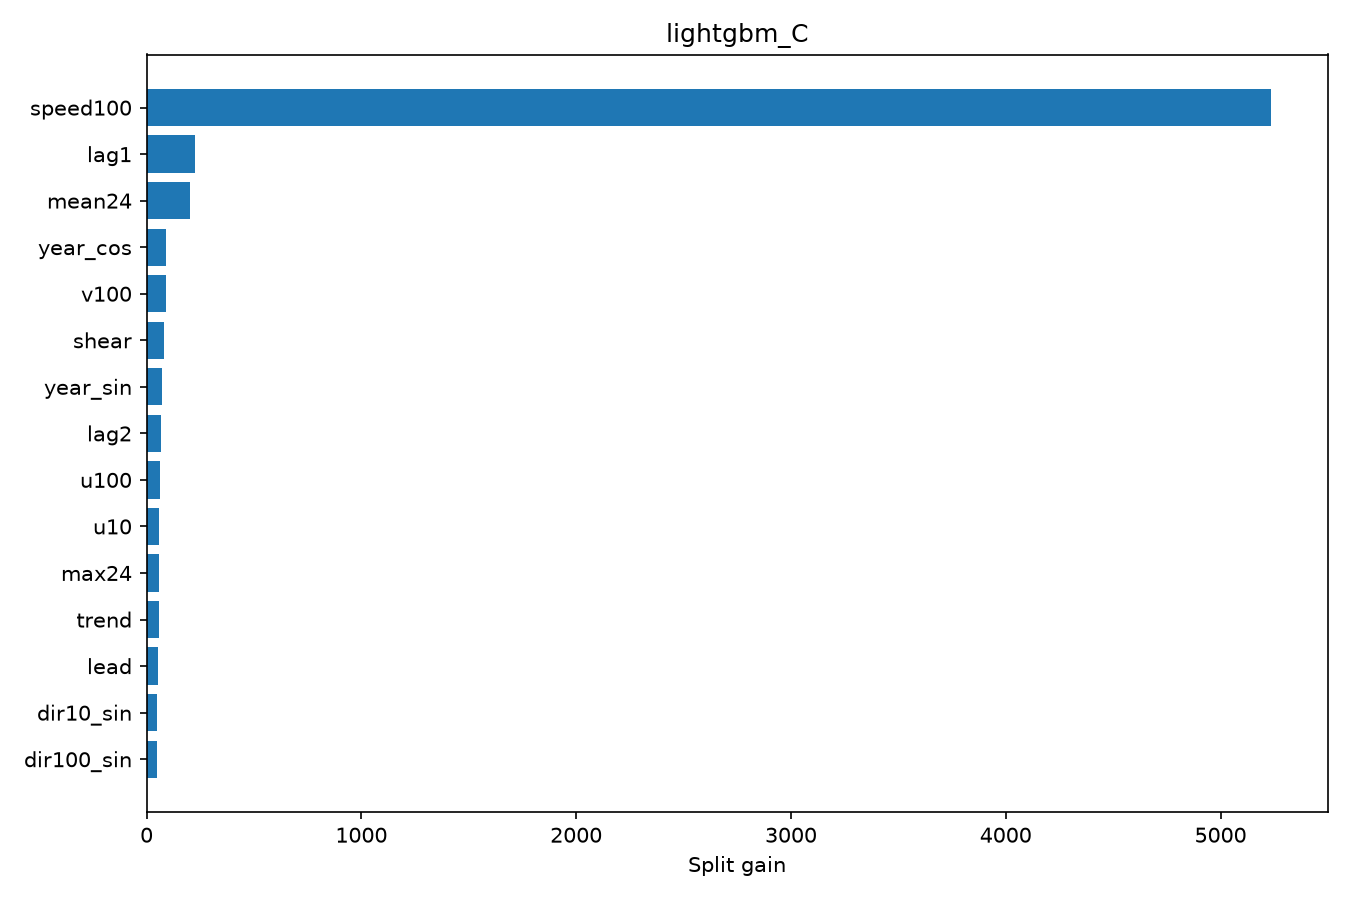 lightgbm_C
speed100
lag1
mean24
year_cos
v100
shear
year_sin
lag2
u100
u10
max24
trend
lead
dir10_sin
dir100_sin
0 1000 2000 3000 4000 5000
Split gain